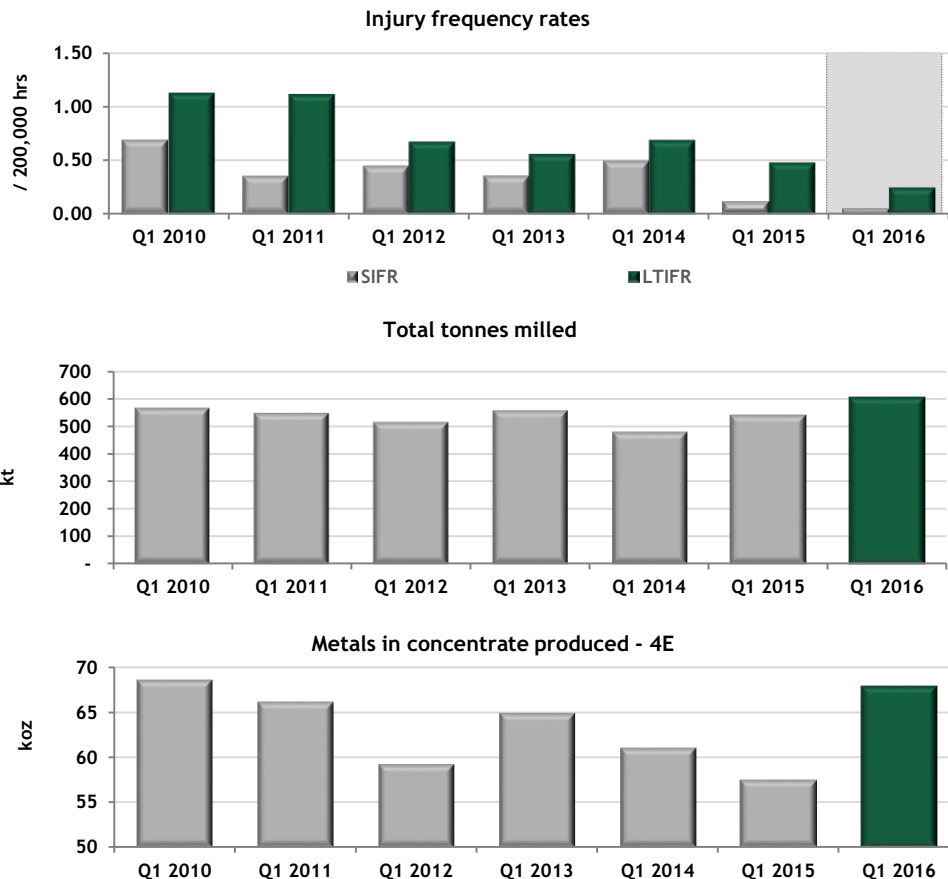 Injury frequency rates
/ 200,000 hrs
1.50
1.00
0.50
0.00
Q1 2010 Q1 2011 Q1 2012 Q1 2013 Q1 2014 Q1 2015 Q1 2016
SIFR LTIFR
Total tonnes milled
kt
700
600
500
400
300
200
100
-
Q1 2010 Q1 2011 Q1 2012 Q1 2013 Q1 2014 Q1 2015 Q1 2016
Metals in concentrate produced - 4E
koz
70
65
60
55
50
Q1 2010 Q1 2011 Q1 2012 Q1 2013 Q1 2014 Q1 2015 Q1 2016